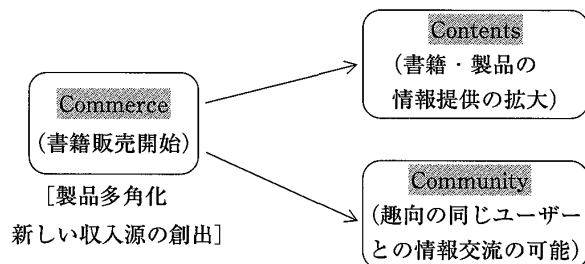 Contents
(書籍・製品の
情報提供の拡大)
Commerce
(書籍販売開始)
[製品多角化
新しい収入源の創出]
Community
(趣向の同じユーザー
との情報交流の可能)